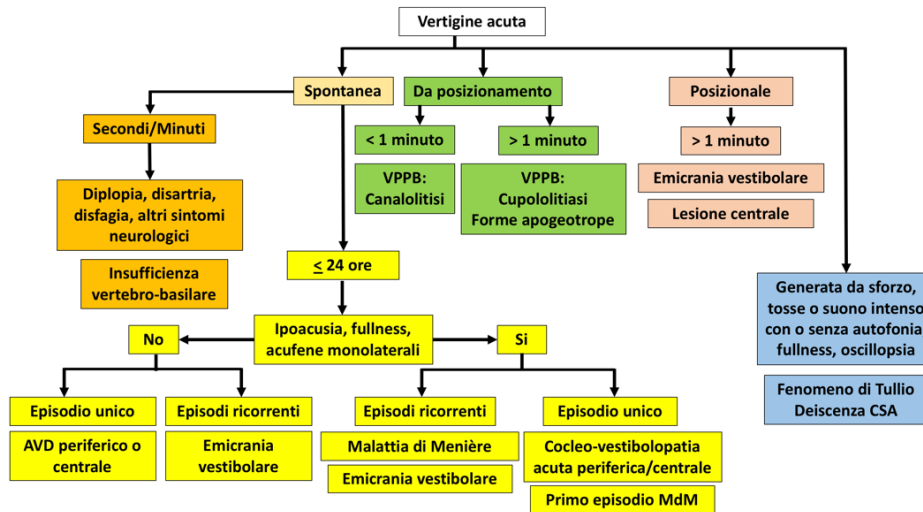 Vertigine acuta
Spontanea
Da posizionamento
Posizionale
Secondi/Minuti
< 1 minuto
> 1 minuto
> 1 minuto
Diplopia, disartria,
disfagia, altri sintomi
neurologici
VPPB:
Canalolitisi
VPPB:
Cupololitiasi
Forme apogeotrope
Emicrania vestibolare
Lesione centrale
Insufficienza
vertebro-basilare
≤ 24 ore
Generata da sforzo,
tosse o suono intenso
con o senza autofonia,
fullness, oscillopsia
Fenomeno di Tullio
Deiscenza CSA
No
Ipoacusia, fullness,
acufene monolaterali
Si
Episodio unico
Episodi ricorrenti
Episodi ricorrenti
Episodio unico
AVD periferico o
centrale
Emicrania
vestibolare
Malattia di Menière
Emicrania vestibolare
Cocleo-vestibolopatia
acuta periferica/centrale
Primo episodio MdM